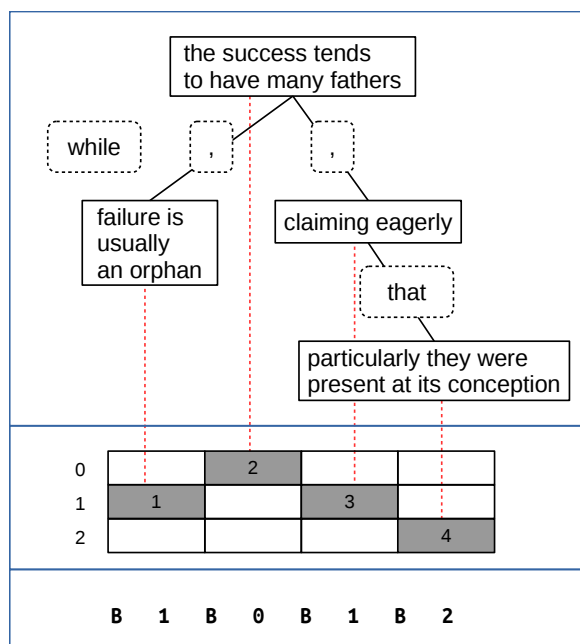 the success tends
to have many fathers
while
,
,
failure is
usually
an orphan
claiming eagerly
that
particularly they were
present at its conception
0
2
1
1
3
2
4
B 1 B 0 B 1 B 2